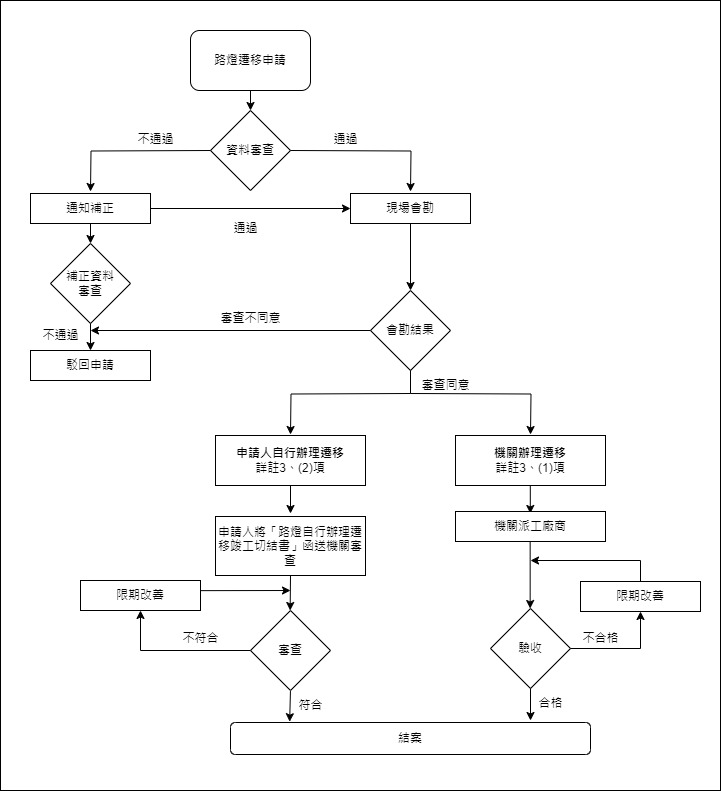 路燈遷移申請
資料審查
不通過
通過
通知補正
通過
現場會勘
補正資料
審查
審查不同意
會勘結果
不通過
駁回申請
審查同意
申請人自行辦理遷移
詳註3、(2)項
機關辦理遷移
詳註3、(1)項
申請人將「路燈自行辦理遷
移竣工切結書」函送機關審
查
機關派工廠商
限期改善
限期改善
不符合
審查
驗收
不合格
符合
合格
結案